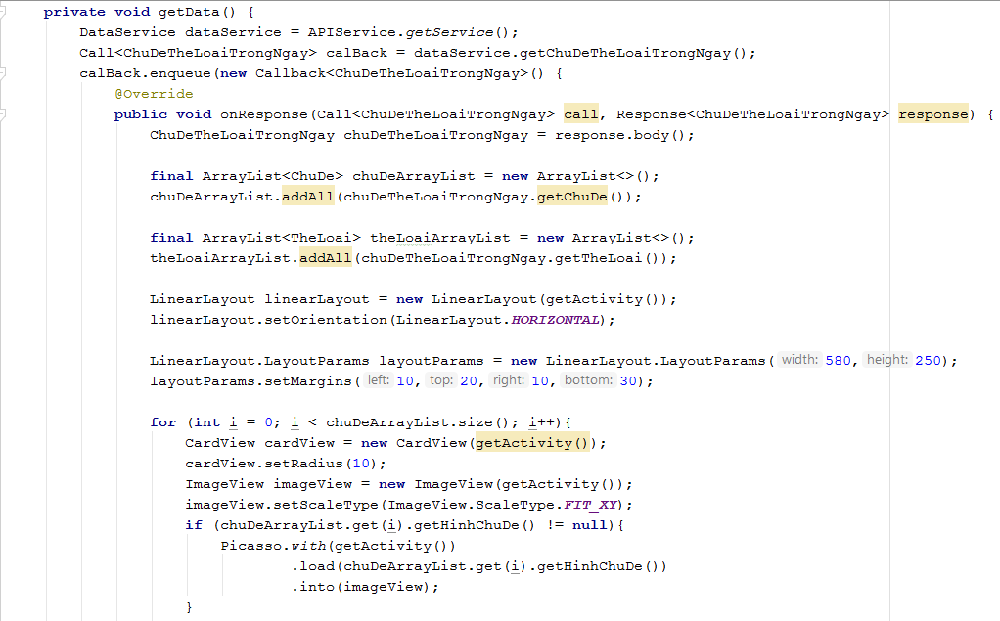 private void getData() {
DataService dataService = APIService.getService();
Call<ChuDeTheLoaiTrongNgay> calBack = dataService.getChuDeTheLoaiTrongNgay();
calBack.enqueue(new Callback<ChuDeTheLoaiTrongNgay>() {
@Override
public void onResponse(Call<ChuDeTheLoaiTrongNgay> call, Response<ChuDeTheLoaiTrongNgay> response) {
ChuDeTheLoaiTrongNgay chuDeTheLoaiTrongNgay = response.body();
final ArrayList<ChuDe> chuDeArrayList = new ArrayList<>();
chuDeArrayList.addAll(chuDeTheLoaiTrongNgay.getChuDe());
final ArrayList<TheLoai> theLoaiArrayList = new ArrayList<>();
theLoaiArrayList.addAll(chuDeTheLoaiTrongNgay.getTheLoai());
LinearLayout linearLayout = new LinearLayout(getActivity());
linearLayout.setOrientation(LinearLayout.HORIZONTAL);
LinearLayout.LayoutParams layoutParams = new LinearLayout.LayoutParams( width: 580, height: 250);
layoutParams.setMargins( left: 10, top: 20, right: 10, bottom: 30);
for (int i = 0; i < chuDeArrayList.size(); i++){
CardView cardView = new CardView(getActivity());
cardView.setRadius(10);
ImageView imageView = new ImageView(getActivity());
imageView.setScaleType(ImageView.ScaleType.FIT_XY);
if (chuDeArrayList.get(i).getHinhChuDe() != null){
Picasso.with(getActivity())
.load(chuDeArrayList.get(i).getHinhChuDe())
.into(imageView);
}